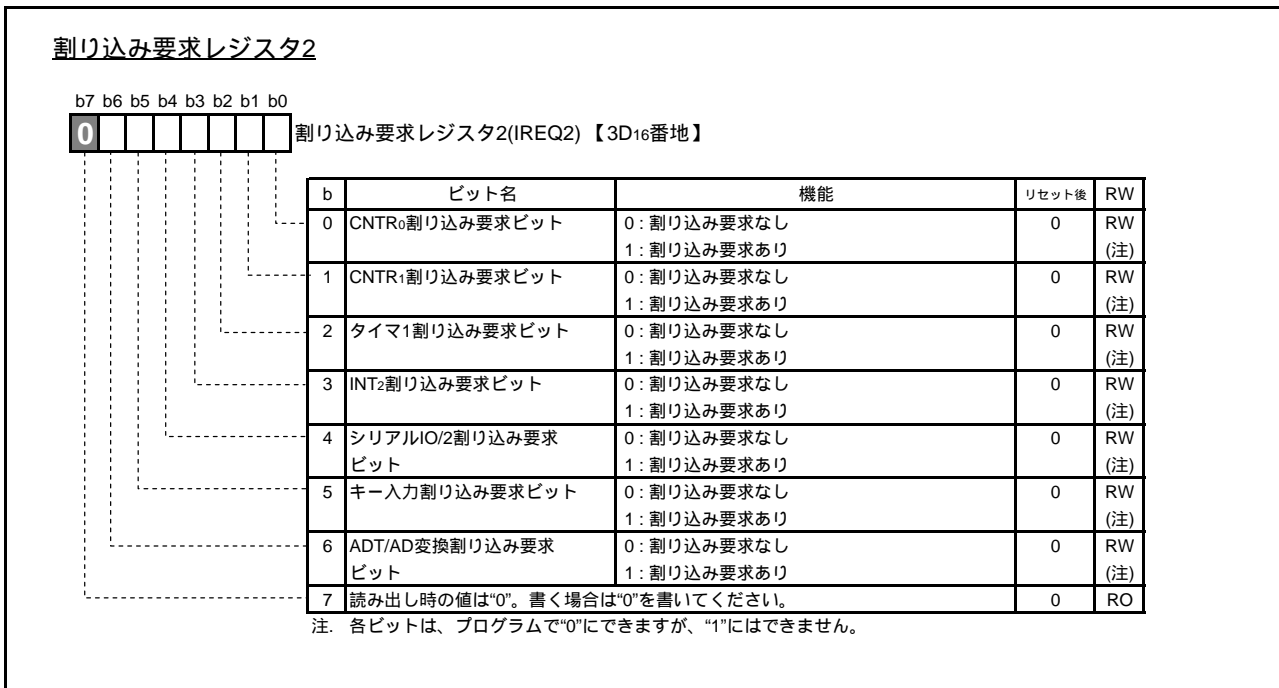 割り込み要求レジスタ2
b7 b6 b5 b4 b3 b2 b1 b0
0
割り込み要求レジスタ2(IREQ2) 【3D16番地】
b ビット名 機能 リセット後 RW
0 CNTR0割り込み要求ビット 0 : 割り込み要求なし 0 RW
1 : 割り込み要求あり (注)
1 CNTR1割り込み要求ビット 0 : 割り込み要求なし 0 RW
1 : 割り込み要求あり (注)
2 タイマ1割り込み要求ビット 0 : 割り込み要求なし 0 RW
1 : 割り込み要求あり (注)
3 INT2割り込み要求ビット 0 : 割り込み要求なし 0 RW
1 : 割り込み要求あり (注)
4 シリアルIO/2割り込み要求 0 : 割り込み要求なし 0 RW
ビット 1 : 割り込み要求あり (注)
5 キー入力割り込み要求ビット 0 : 割り込み要求なし 0 RW
1 : 割り込み要求あり (注)
6 ADT/AD変換割り込み要求 0 : 割り込み要求なし 0 RW
ビット 1 : 割り込み要求あり (注)
7 読み出し時の値は“0”。書く場合は“0”を書いてください。 0 RO
注. 各ビットは、プログラムで“0”にできますが、“1”にはできません。